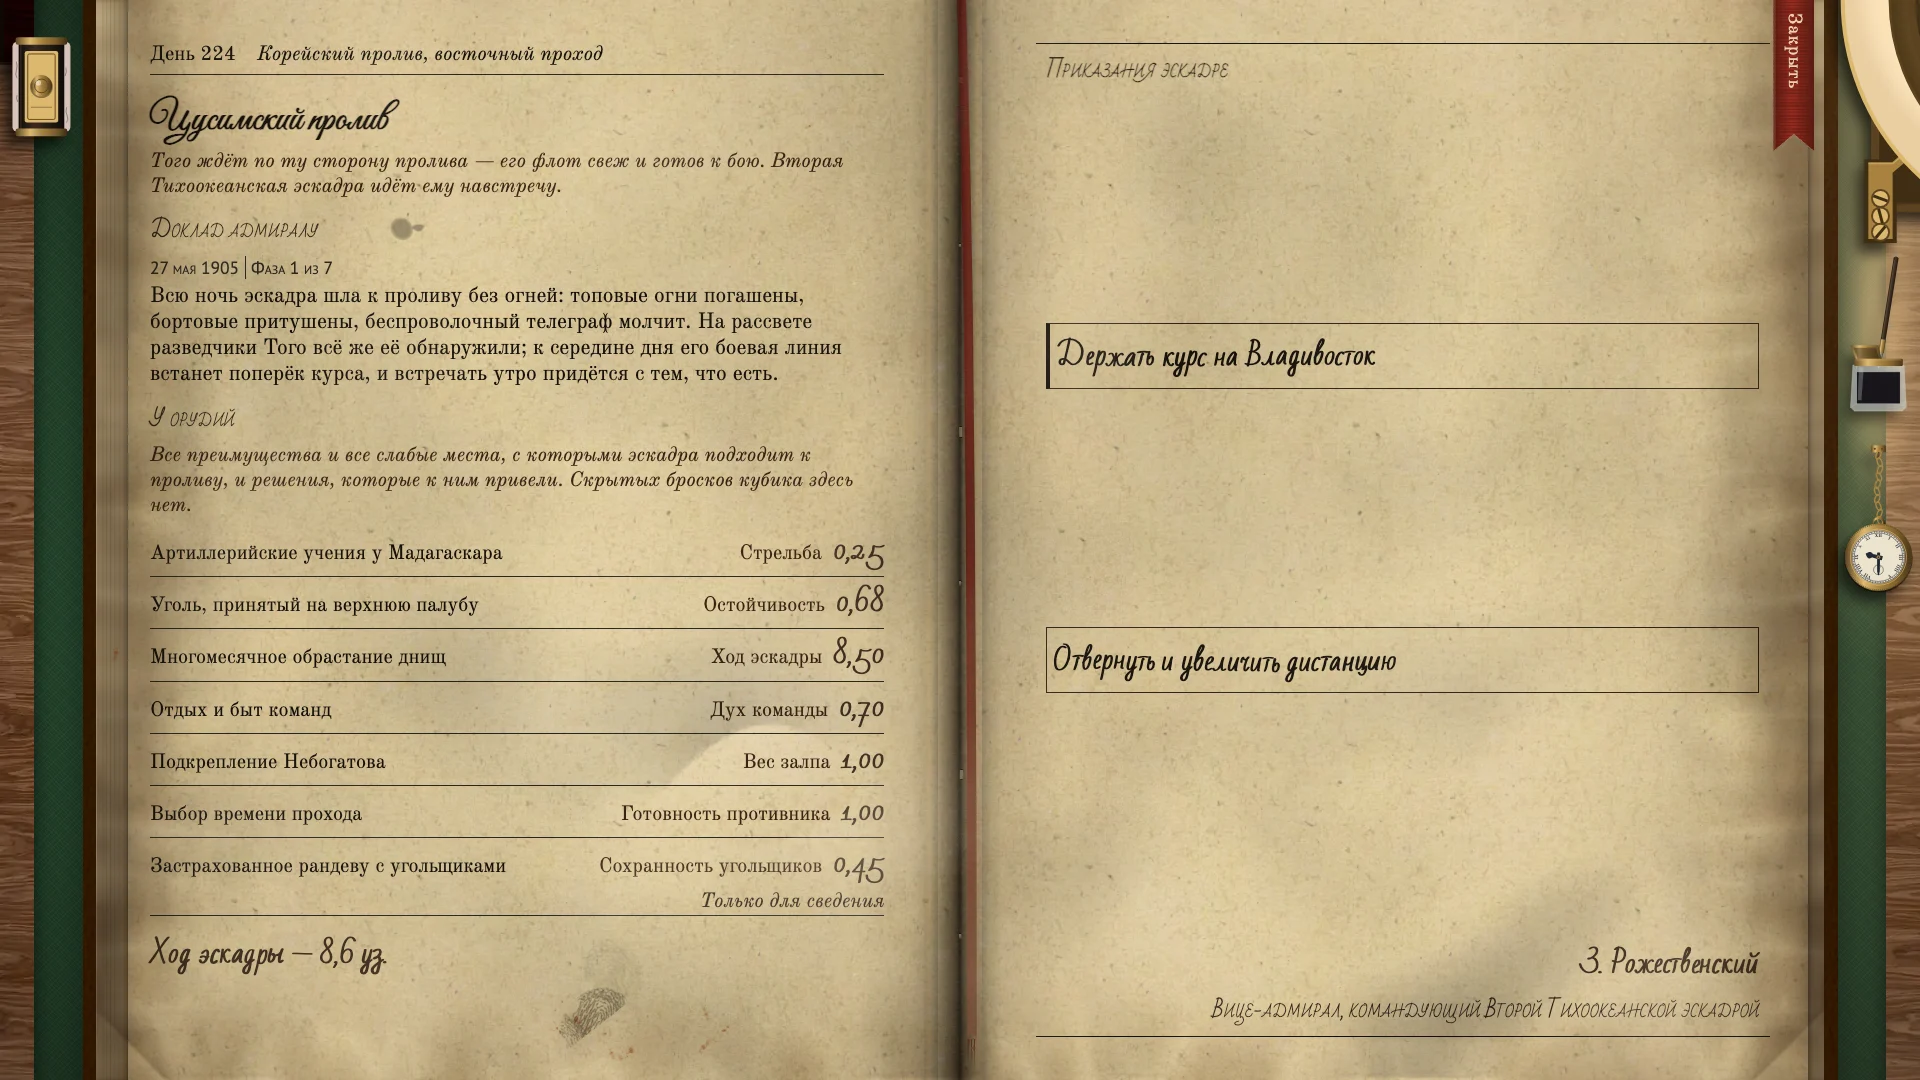 День 224 Корейский пролив, восточный проход
Цусимский пролив
Того ждёт по ту сторону пролива — его флот свеж и готов к бою. Вторая
Тихоокеанская эскадра идёт ему навстречу.
Доклад адмиралу
27 мая 1905 | Фаза 1 из 7
Всю ночь эскадра шла к проливу без огней: топовые огни погашены,
бортовые притушены, беспроволочный телеграф молчит. На рассвете
разведчики Того всё же её обнаружили; к середине дня его боевая линия
встанет поперёк курса, и встречать утро придётся с тем, что есть.
У орудий
Все преимущества и все слабые места, с которыми эскадра подходит к
проливу, и решения, которые к ним привели. Скрытых бросков кубика здесь
нет.
Артиллерийские учения у Мадагаскара Стрельба 0,25
Уголь, принятый на верхнюю палубу Остойчивость 0,68
Многомесячное обрастание днищ Ход эскадры 8,50
Отдых и быт команд Дух команды 0,70
Подкрепление Небогатова Вес залпа 1,00
Выбор времени прохода Готовность противника 1,00
Застрахованное рандеву с угольщиками Сохранность угольщиков 0,45
Только для сведения
Ход эскадры — 8,6 уз.
Приказания эскадре
Держать курс на Владивосток
Отвернуть и увеличить дистанцию
З. Рожественский
Вице-адмирал, командующий Второй Тихоокеанской эскадрой
Закрыть